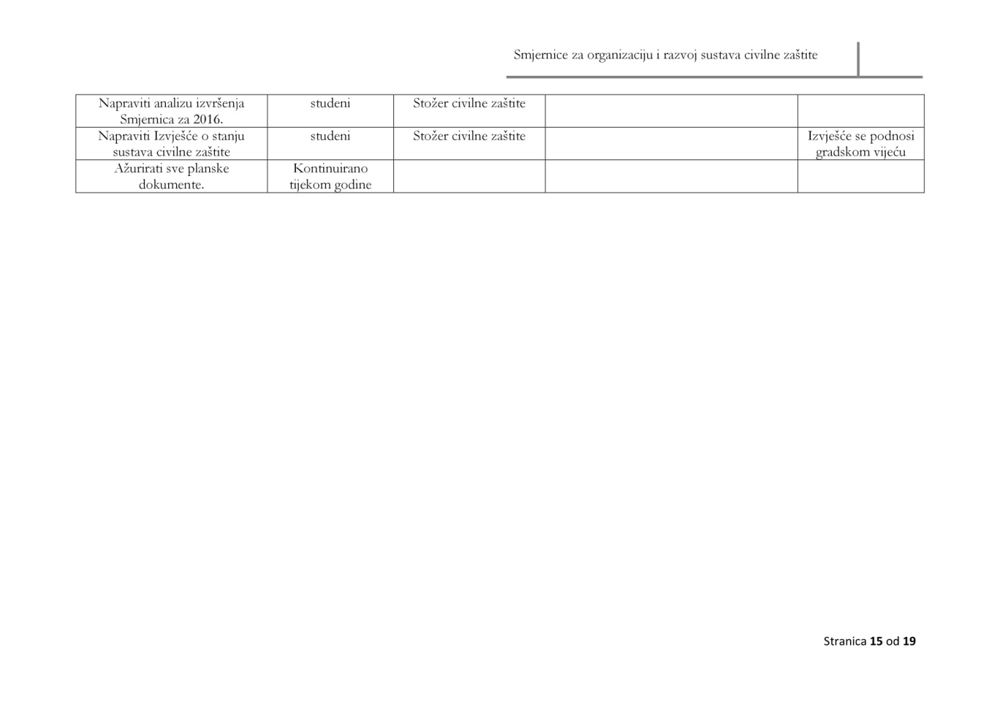 Smjernice za organizaciju i razvoj sustava civilne zaštite
Napraviti analizu izvršenja
Smjernica za 2016.
studeni
Stožer civilne zaštite
Napraviti Izvješće o stanju
sustava civilne zaštite
studeni
Stožer civilne zaštite
Izvješće se podnosi
gradskom vijeću
Ažurirati sve planske
dokumente.
Kontinuirano
tijekom godine
Stranica 15 od 19